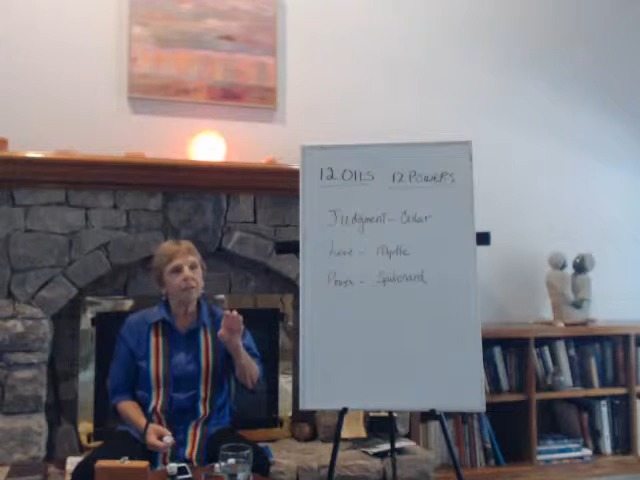 12 OILS 12 POWERS
Judgment - Cedar
Love - Myrtle
Power - Spikenard